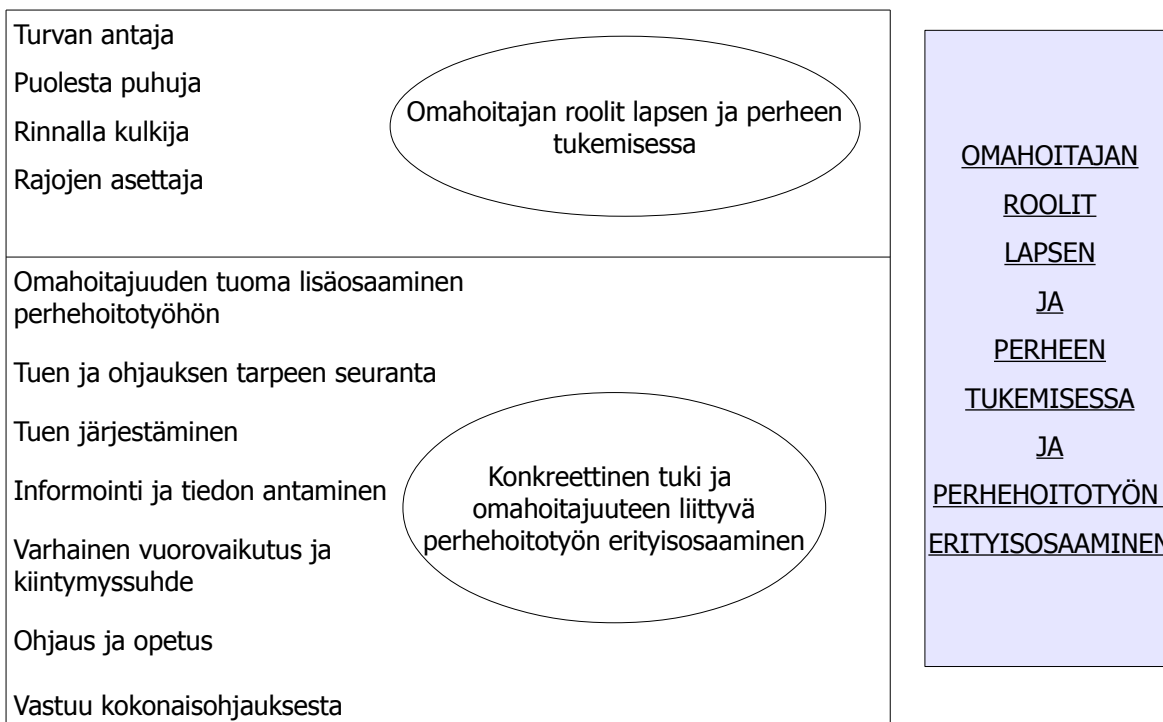 Turvan antaja
Puolesta puhuja
Rinnalla kulkija
Rajojen asettaja
Omahoitajan roolit lapsen ja perheen
tukemisessa
Omahoitajuuden tuoma lisäosaaminen
perhehoitotyöhön
Tuen ja ohjauksen tarpeen seuranta
Tuen järjestäminen
Informointi ja tiedon antaminen
Varhainen vuorovaikutus ja
kiintymyssuhde
Ohjaus ja opetus
Vastuu kokonaisohjauksesta
Konkreettinen tuki ja
omahoitajuuteen liittyvä
perhehoitotyön erityisosaaminen
OMAHOITAJAN
ROOLIT
LAPSEN
JA
PERHEEN
TUKEMISESSA
JA
PERHEHOITOTYÖN
ERITYISOSAAMINEN